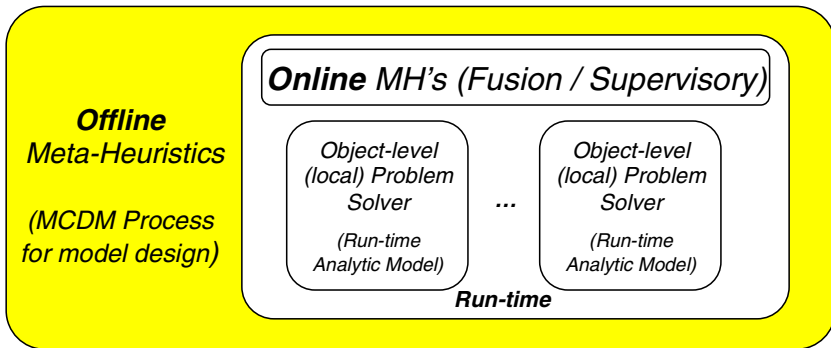 Online MH's (Fusion / Supervisory)
Offline
Meta-Heuristics
(MCDM Process
for model design)
Object-level
(local) Problem
Solver
(Run-time
Analytic Model)
...
Object-level
(local) Problem
Solver
(Run-time
Analytic Model)
Run-time